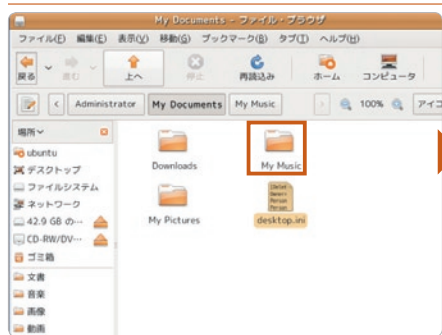 My Documents - ファイル・ブラウザ
ファイル(F) 編集(E) 表示(V) 移動(G) ブックマーク(B) タブ(T) ヘルプ(H)
戻る 進む 上へ 停止 再読込み ホーム コンピュータ
Administrator My Documents My Music 100% アイコ
場所
ubuntu
デスクトップ
ファイルシステム
ネットワーク
42.9 GB の…
CD-RW/DV…
ゴミ箱
文書
音楽
画像
動画
Downloads My Music
My Pictures desktop.ini